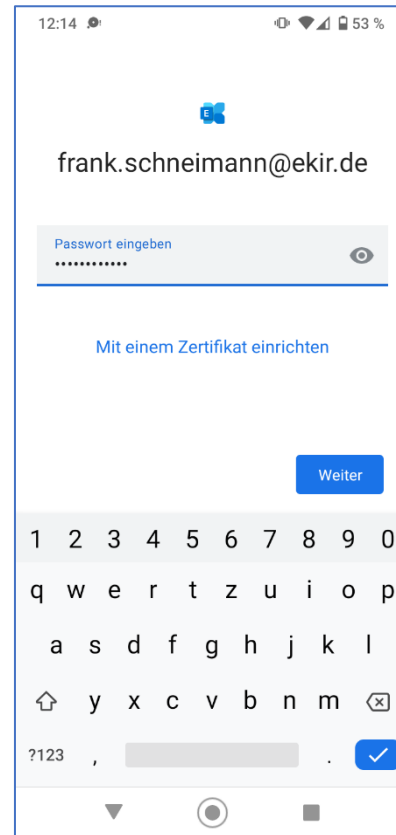 12:14 53 %
E
frank.schneimann@ekir.de
Passwort eingeben
••••••••••••
Mit einem Zertifikat einrichten
Weiter
1 2 3 4 5 6 7 8 9 0
q w e r t z u i o p
a s d f g h j k l
y x c v b n m
?123 , .